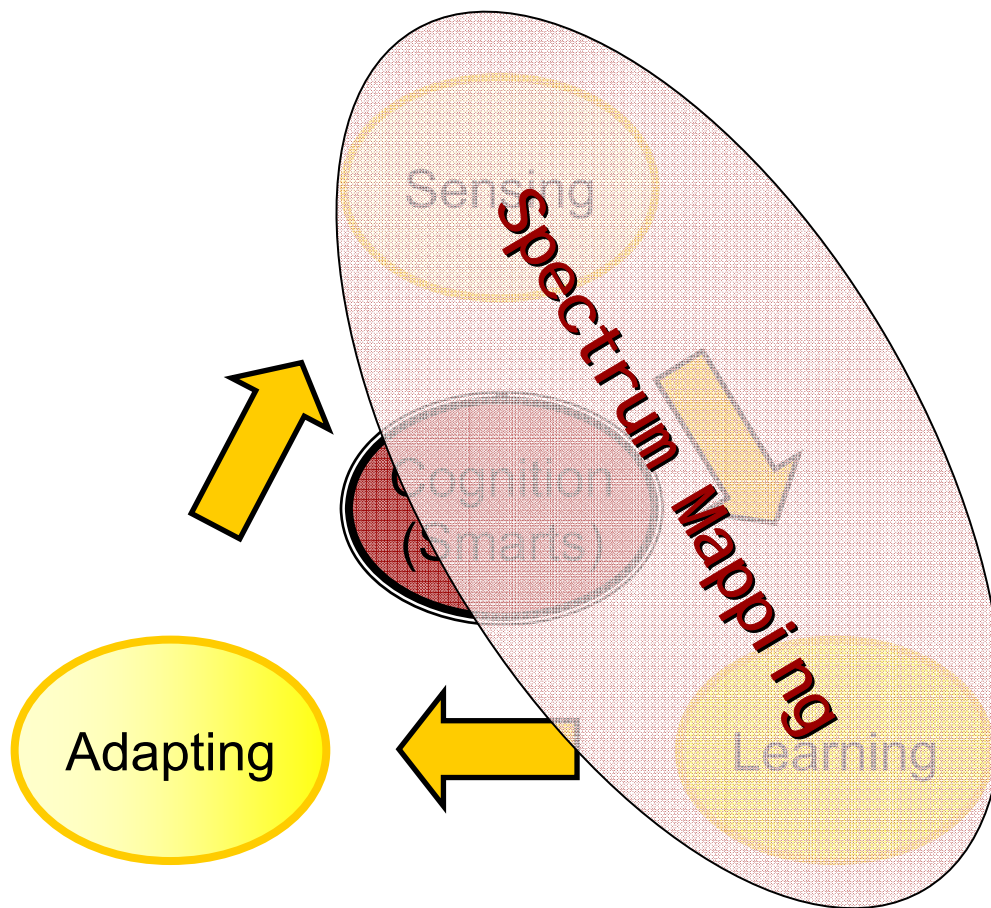 Sensing
Spectrum Mapping
Cognition
(Smarts)
Adapting
Learning